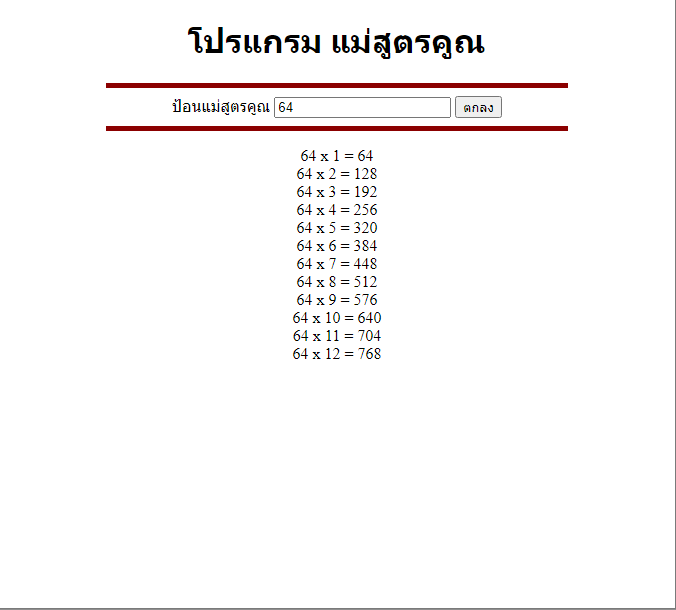 โปรแกรม แม่สูตรคูณ
ป้อนแม่สูตรคูณ 64 ตกลง
64 x 1 = 64
64 x 2 = 128
64 x 3 = 192
64 x 4 = 256
64 x 5 = 320
64 x 6 = 384
64 x 7 = 448
64 x 8 = 512
64 x 9 = 576
64 x 10 = 640
64 x 11 = 704
64 x 12 = 768